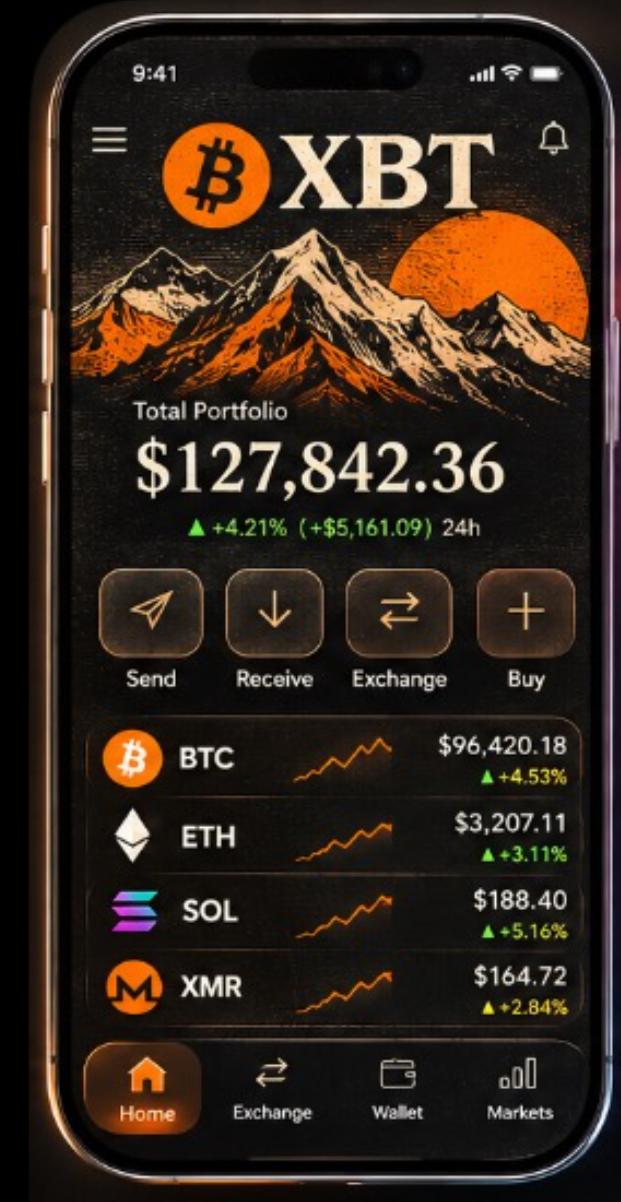 9:41
XBT
Total Portfolio
$127,842.36
▲ +4.21% (+$5,161.09) 24h
Send Receive Exchange Buy
BTC $96,420.18
▲ +4.53%
ETH $3,207.11
▲ +3.11%
SOL $188.40
▲ +5.16%
XMR $164.72
▲ +2.84%
Home Exchange Wallet Markets